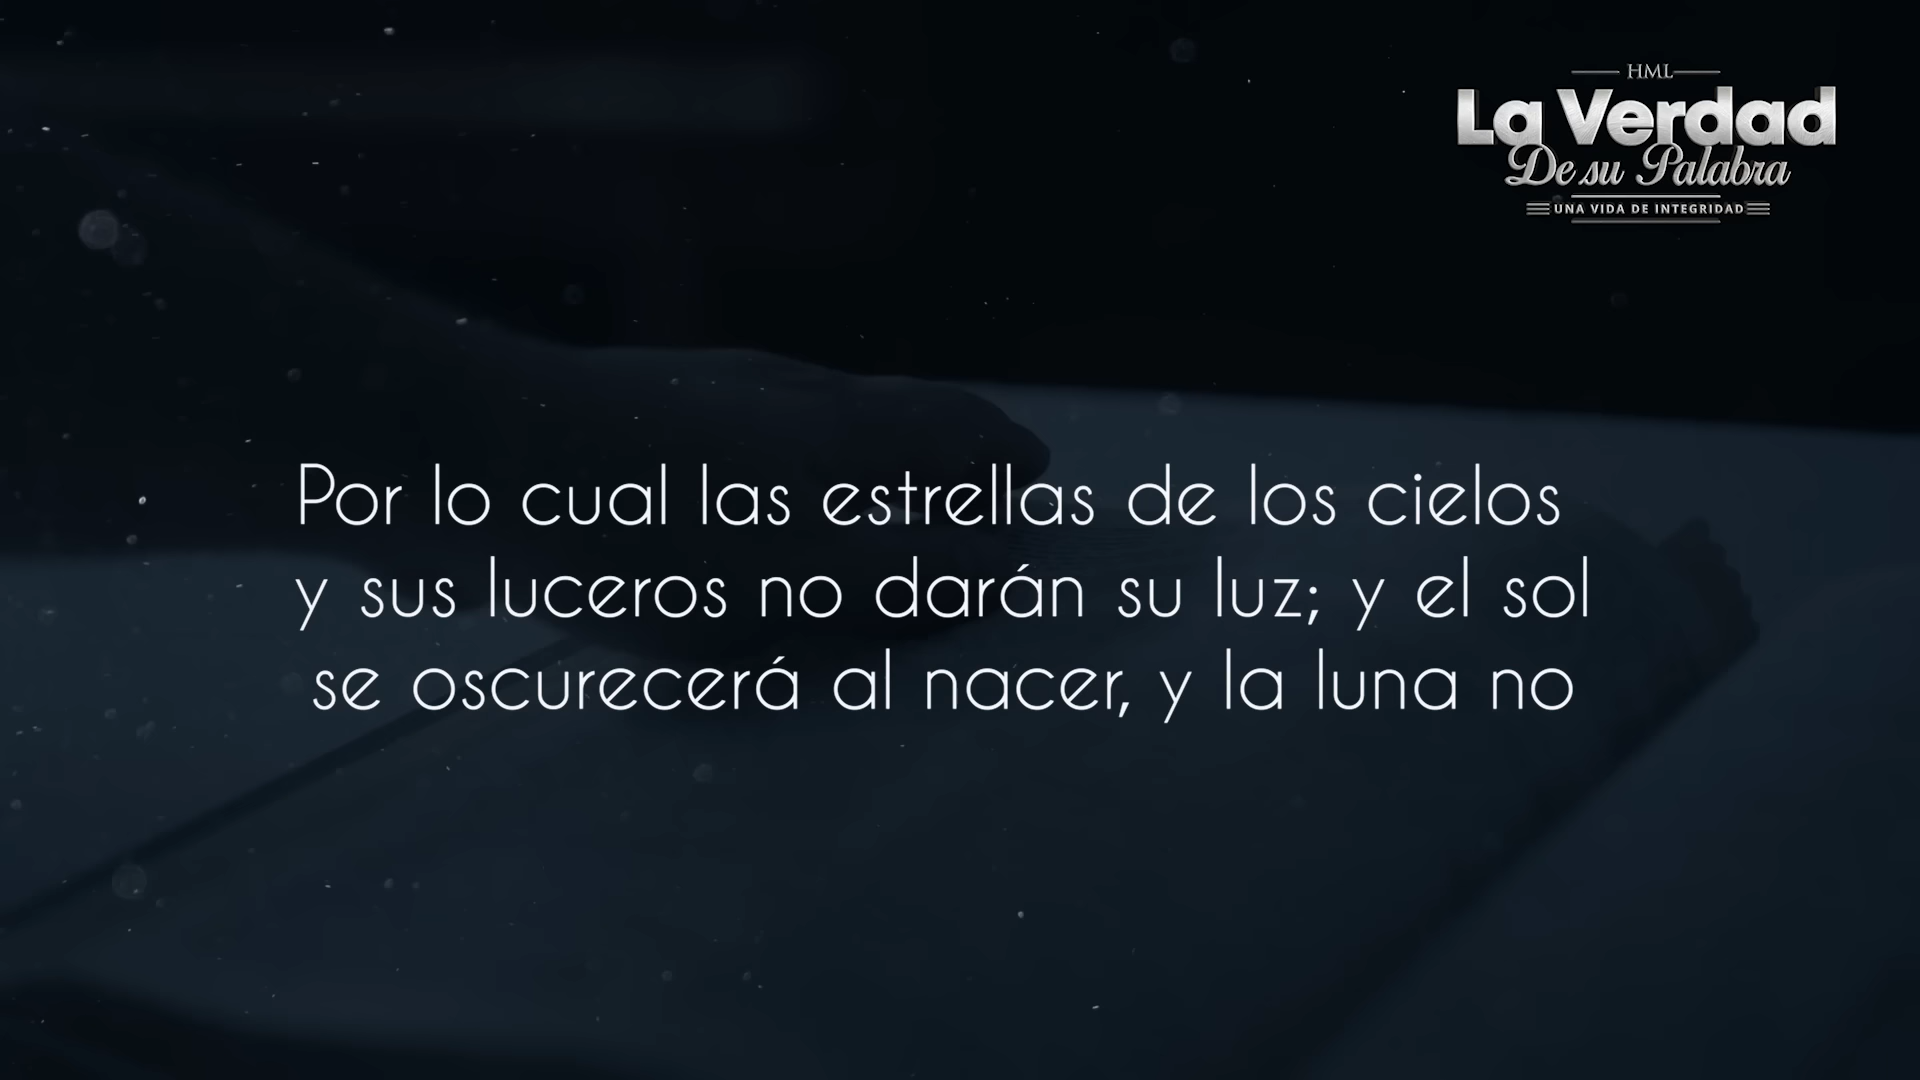 HML
La Verdad
De su Palabra
UNA VIDA DE INTEGRIDAD
Por lo cual las estrellas de los cielos
y sus luceros no darán su luz; y el sol
se oscurecerá al nacer, y la luna no